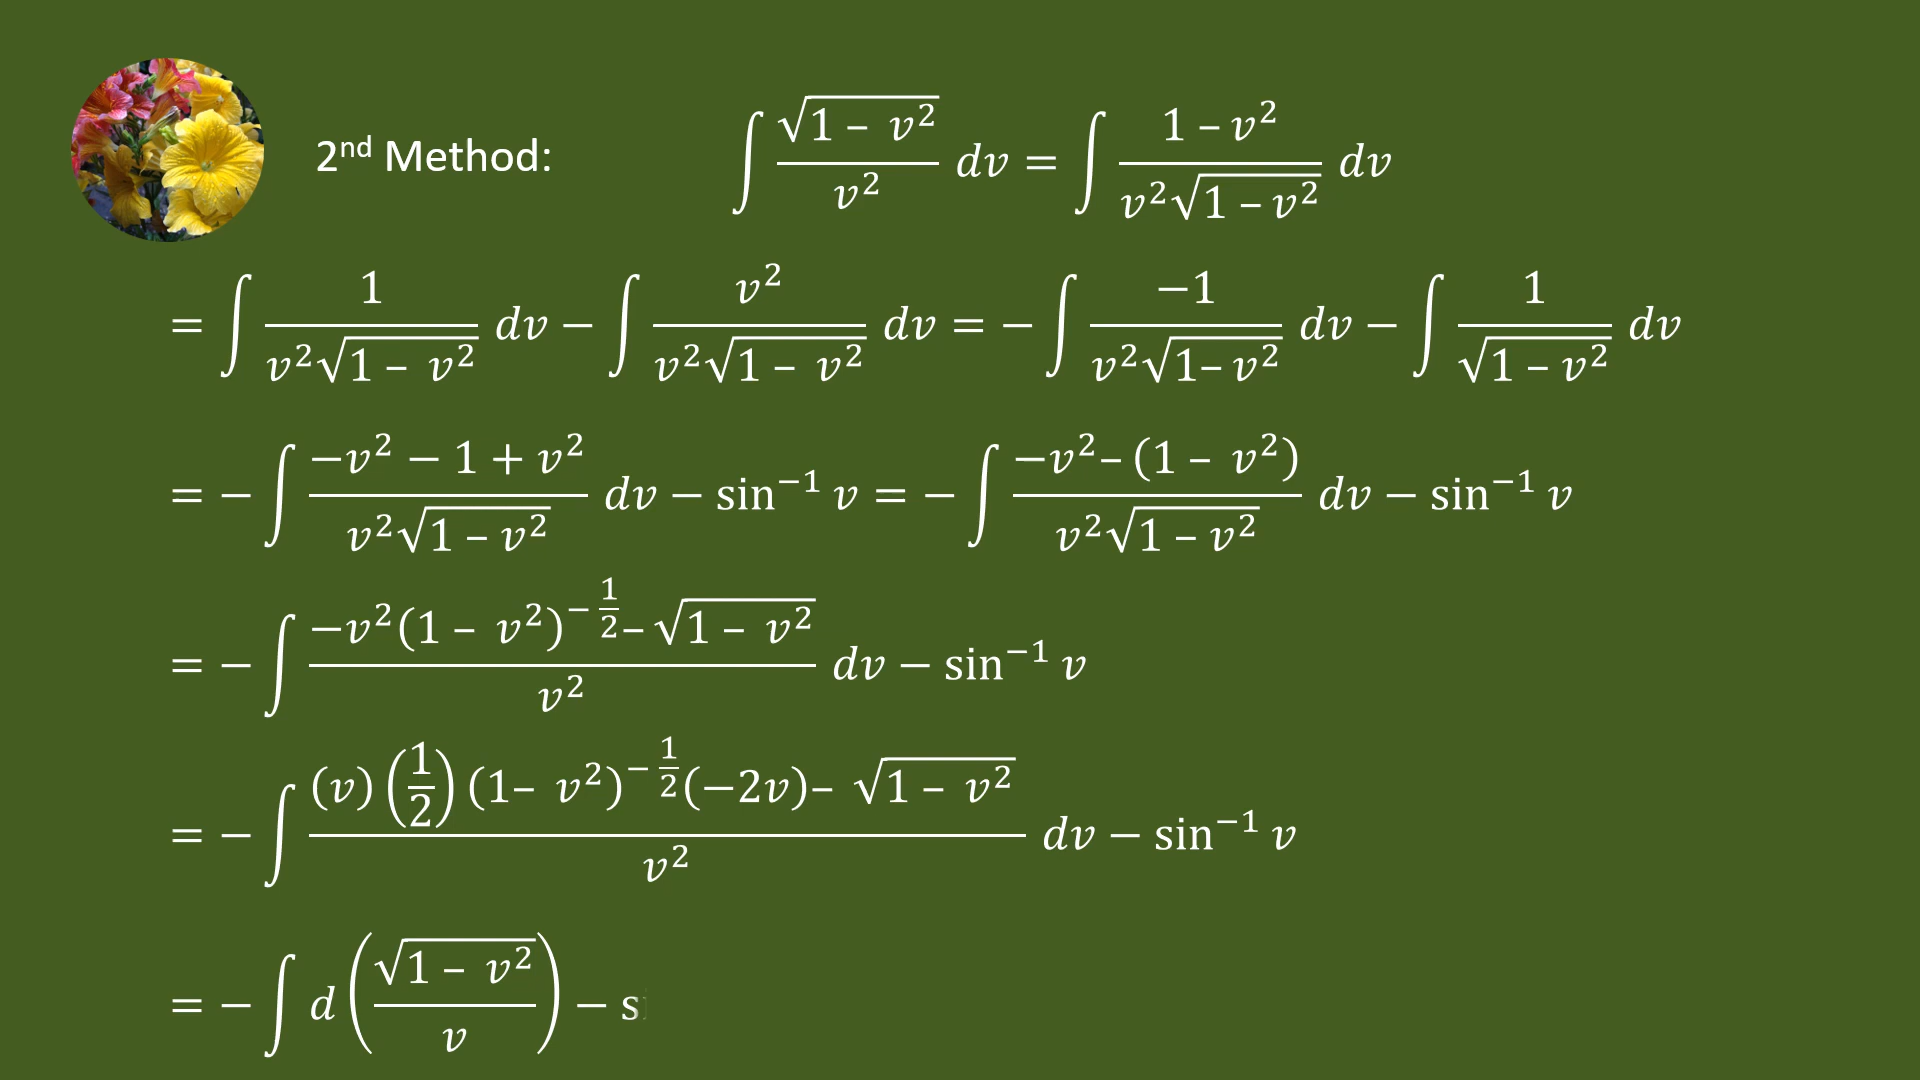 2nd Method: ∫ √(1 – v²) / v² dv = ∫ (1 – v²) / (v²√(1 – v²)) dv
= ∫ 1 / (v²√(1 – v²)) dv − ∫ v² / (v²√(1 – v²)) dv = − ∫ −1 / (v²√(1– v²)) dv − ∫ 1 / √(1 – v²) dv
= − ∫ (−v² − 1 + v²) / (v²√(1 – v²)) dv − sin⁻¹ v = − ∫ (−v²– (1 – v²)) / (v²√(1 – v²)) dv − sin⁻¹ v
= − ∫ (−v²(1 – v²)^(−1/2) – √(1 – v²)) / v² dv − sin⁻¹ v
= − ∫ ((v)(1/2)(1– v²)^(−1/2)(−2v)– √(1 – v²)) / v² dv − sin⁻¹ v
= − ∫ d(√(1 – v²) / v) − s